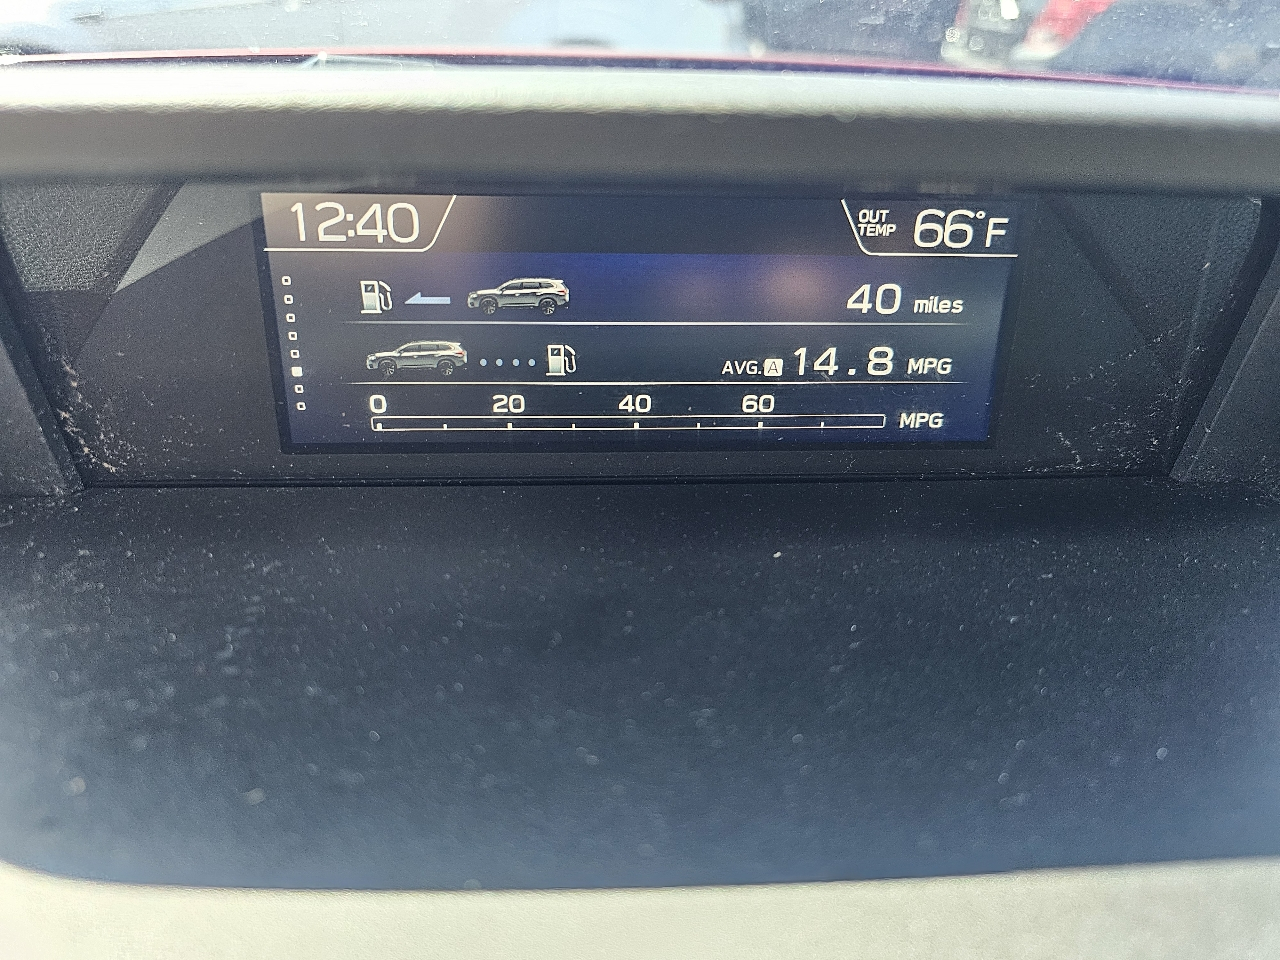 12:40
OUT TEMP 66°F
40 miles
AVG. A 14.8 MPG
0 20 40 60
MPG